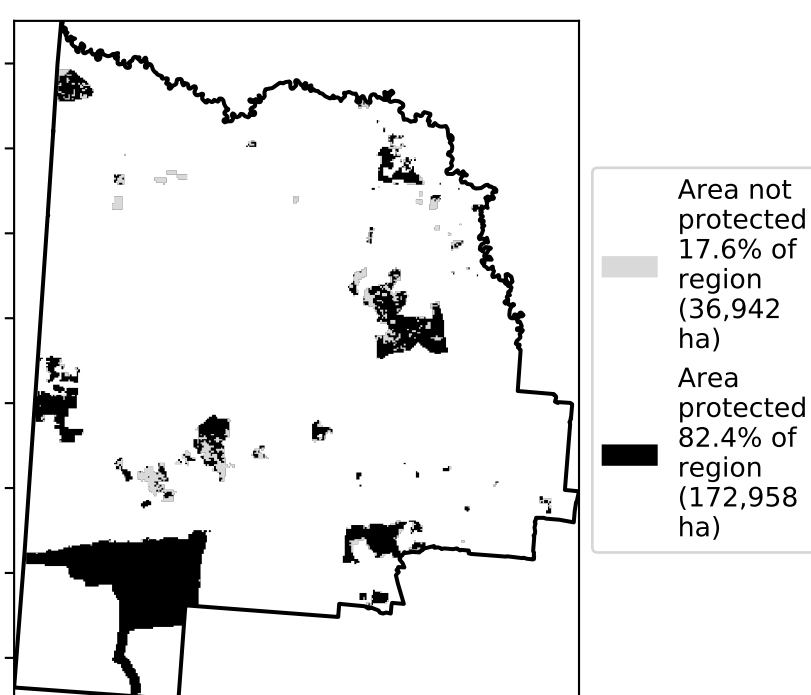 Area not
protected
17.6% of
region
(36,942
ha)
Area
protected
82.4% of
region
(172,958
ha)